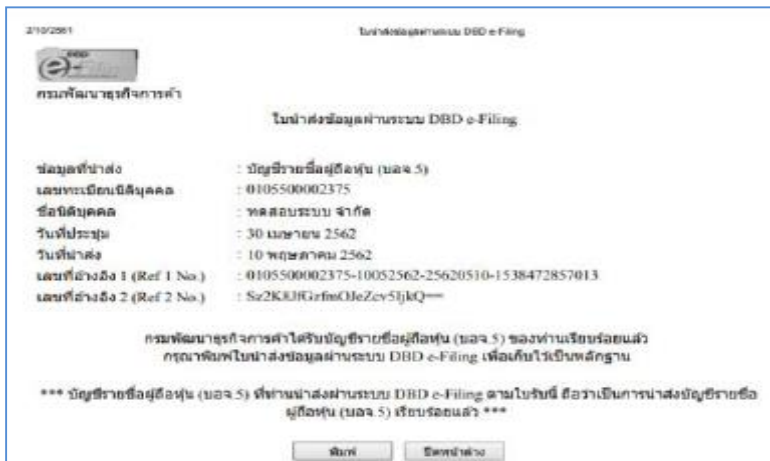 2/10/2561 ใบนำส่งข้อมูลผ่านระบบ DBD e-Filing
DBD
e-Filing
กรมพัฒนาธุรกิจการค้า
ใบนำส่งข้อมูลผ่านระบบ DBD e-Filing
ข้อมูลที่นำส่ง : บัญชีรายชื่อผู้ถือหุ้น (บอจ.5)
เลขทะเบียนนิติบุคคล : 0105500002375
ชื่อนิติบุคคล : ทดสอบระบบ จำกัด
วันที่ประชุม : 30 เมษายน 2562
วันที่นำส่ง : 10 พฤษภาคม 2562
เลขที่อ้างอิง 1 (Ref 1 No.) : 0105500002375-10052562-25620510-1538472857013
เลขที่อ้างอิง 2 (Ref 2 No.) :
กรมพัฒนาธุรกิจการค้าได้รับบัญชีรายชื่อผู้ถือหุ้น (บอจ.5) ของท่านเรียบร้อยแล้ว
กรุณาพิมพ์ใบนำส่งข้อมูลผ่านระบบ DBD e-Filing เพื่อเก็บไว้เป็นหลักฐาน
*** บัญชีรายชื่อผู้ถือหุ้น (บอจ.5) ที่ท่านนำส่งผ่านระบบ DBD e-Filing ตามใบรับนี้ ถือว่าเป็นการนำส่งบัญชีรายชื่อ
ผู้ถือหุ้น (บอจ.5) เรียบร้อยแล้ว ***
พิมพ์ ปิดหน้าต่าง